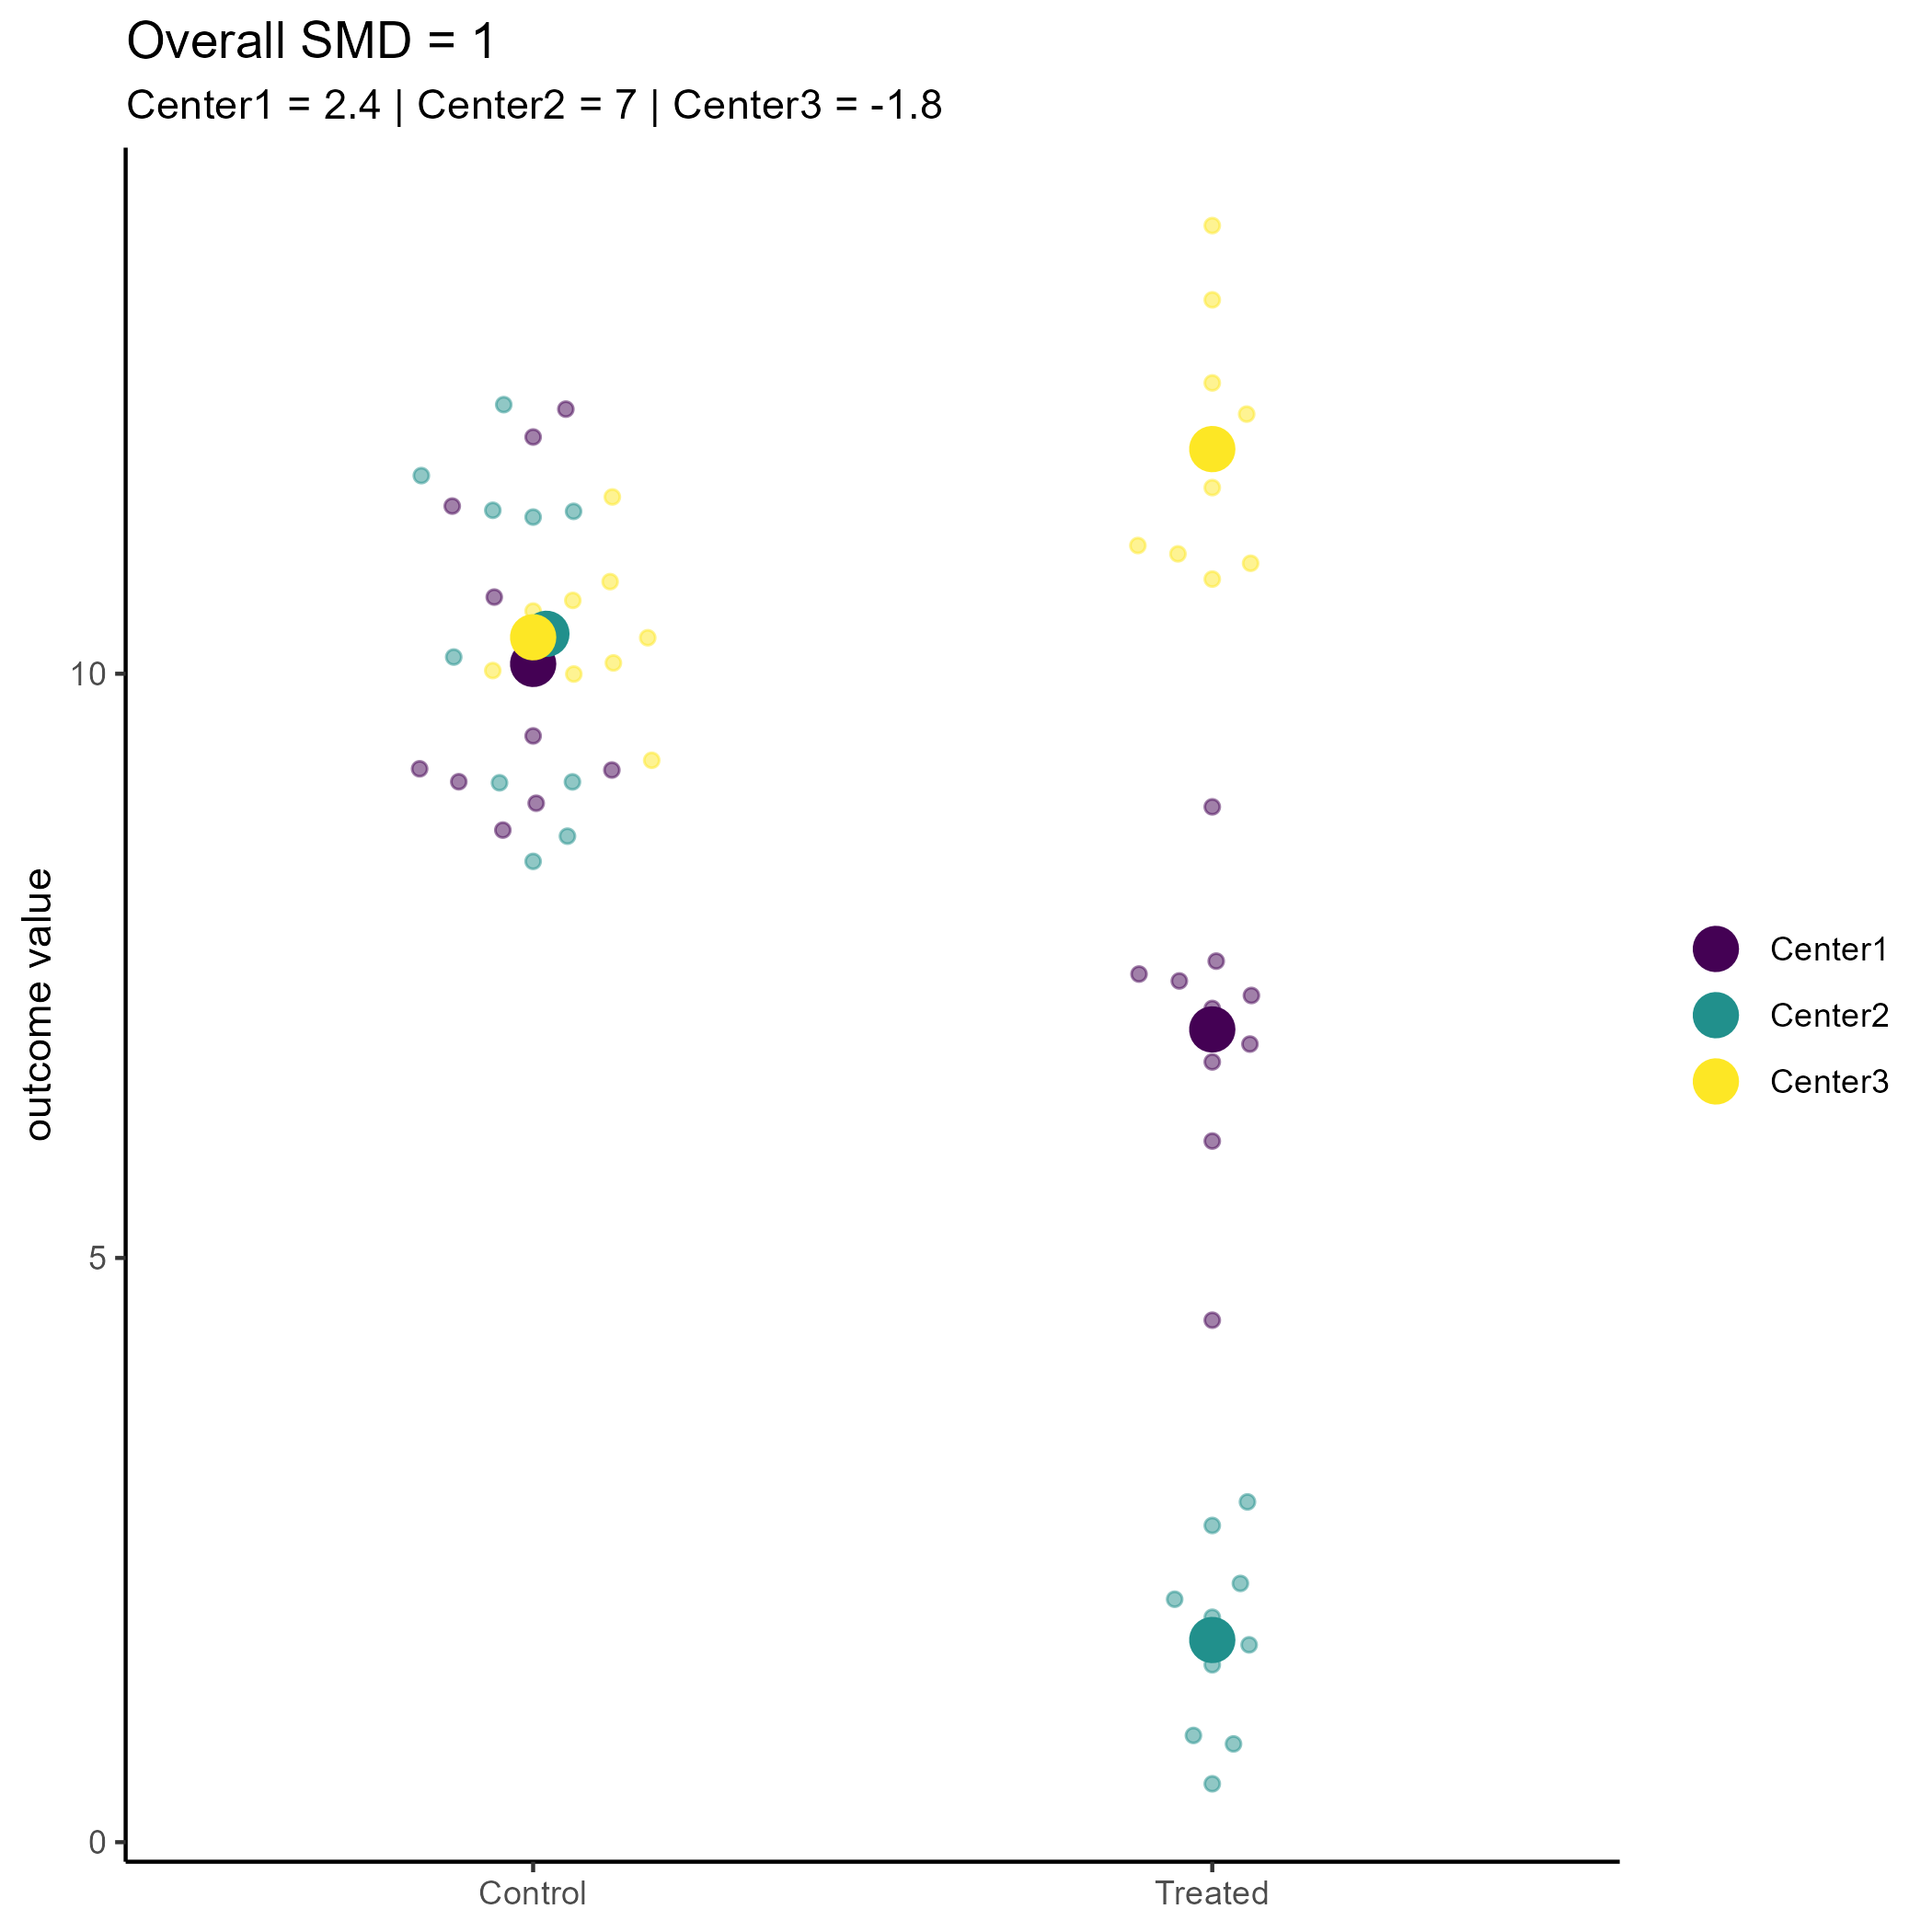 Overall SMD = 1
Center1 = 2.4 | Center2 = 7 | Center3 = -1.8
outcome value
10
5
0
Control
Treated
Center1
Center2
Center3